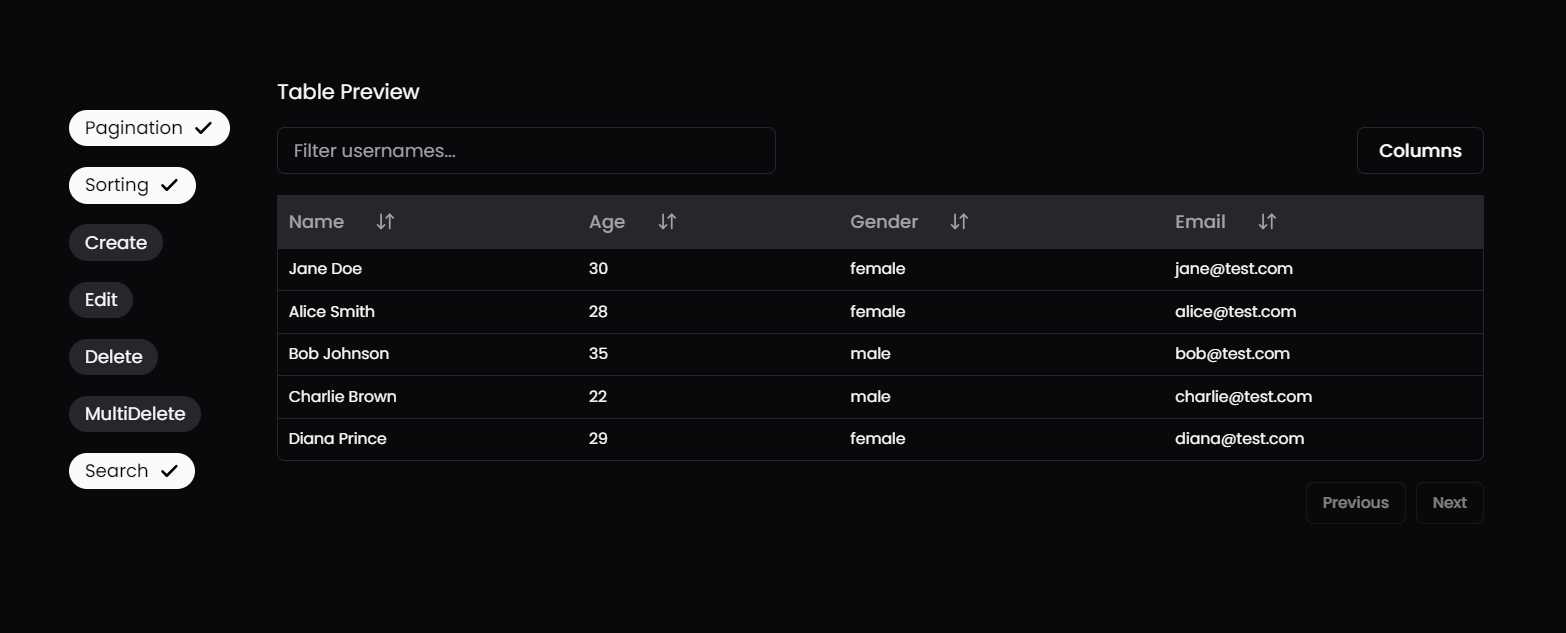 Pagination
Sorting
Create
Edit
Delete
MultiDelete
Search
Table Preview
Filter usernames...
Columns
Name Age Gender Email
Jane Doe 30 female jane@test.com
Alice Smith 28 female alice@test.com
Bob Johnson 35 male bob@test.com
Charlie Brown 22 male charlie@test.com
Diana Prince 29 female diana@test.com
Previous Next